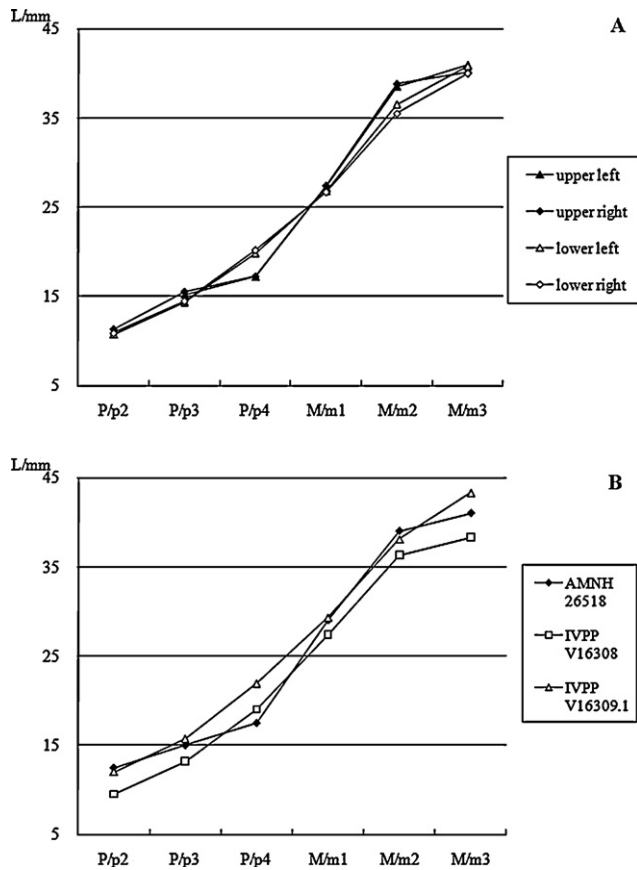 L/mm
A
45
35
25
15
5
P/p2 P/p3 P/p4 M/m1 M/m2 M/m3
upper left
upper right
lower left
lower right
L/mm
B
45
35
25
15
5
P/p2 P/p3 P/p4 M/m1 M/m2 M/m3
AMNH
26518
IVPP
V16308
IVPP
V16309.1